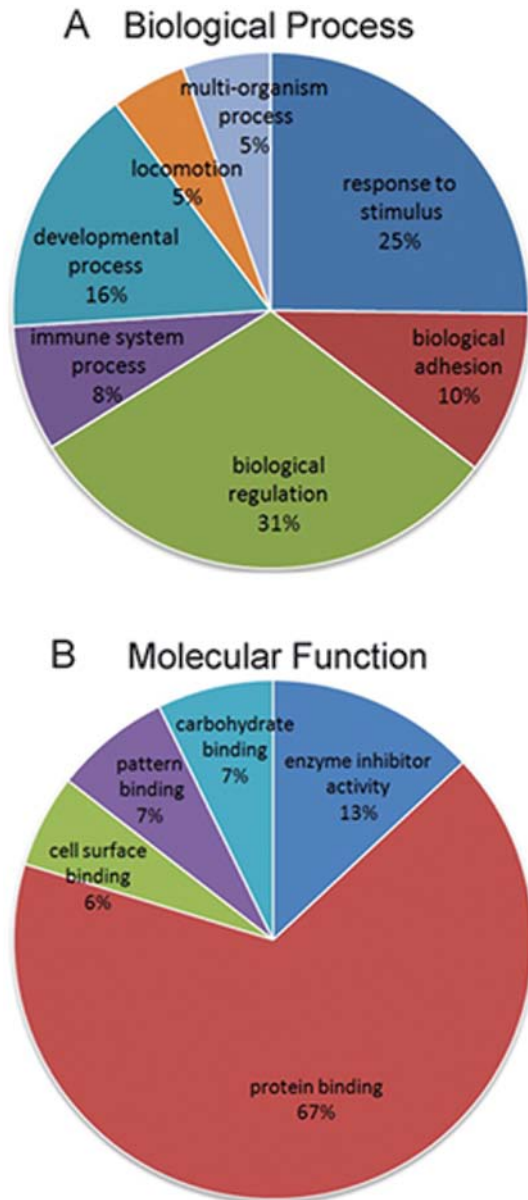 A Biological Process
multi-organism
process
5%
response to
stimulus
25%
locomotion
5%
developmental
process
16%
immune system
process
8%
biological
adhesion
10%
biological
regulation
31%
B Molecular Function
carbohydrate
binding
7%
enzyme inhibitor
activity
13%
pattern
binding
7%
cell surface
binding
6%
protein binding
67%